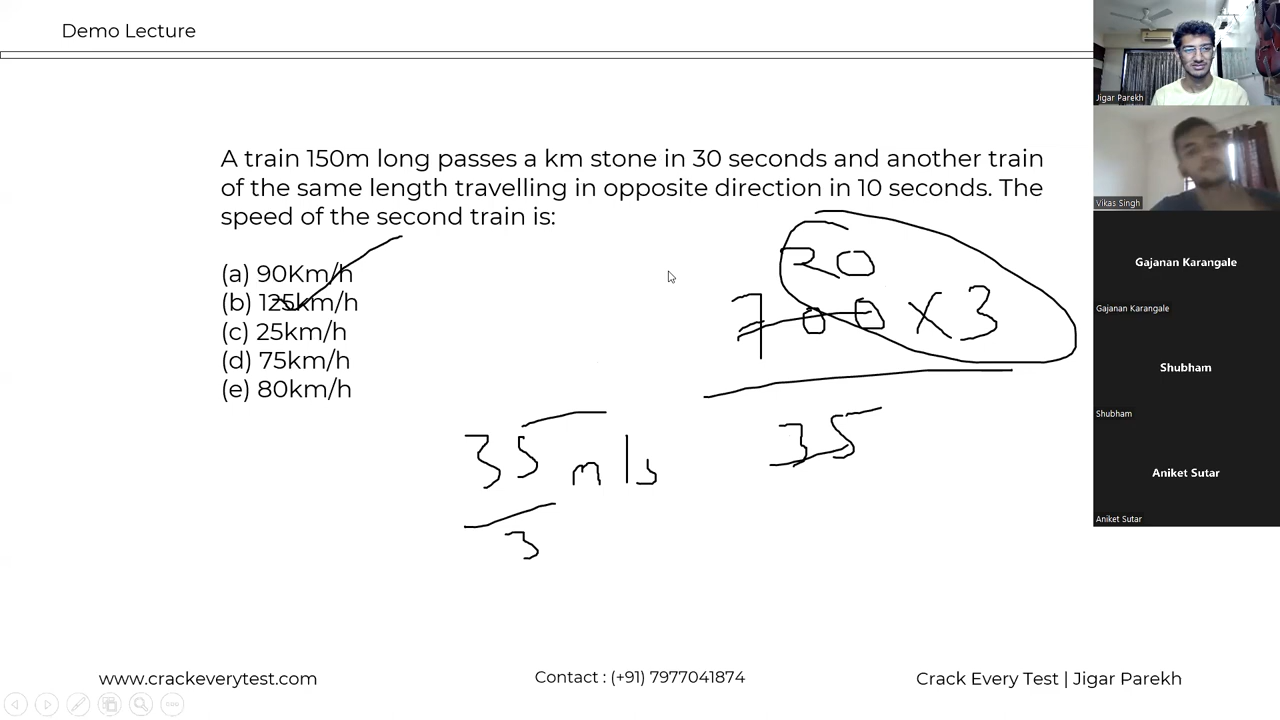 Demo Lecture
A train 150m long passes a km stone in 30 seconds and another train
of the same length travelling in opposite direction in 10 seconds. The
speed of the second train is:
(a) 90Km/h
(b) 125km/h
(c) 25km/h
(d) 75km/h
(e) 80km/h
20
700 x 3
35
35 m/s
3
www.crackeverytest.com
Contact : (+91) 7977041874
Crack Every Test | Jigar Parekh
Jigar Parekh
Vikas Singh
Gajanan Karangale
Gajanan Karangale
Shubham
Shubham
Aniket Sutar
Aniket Sutar